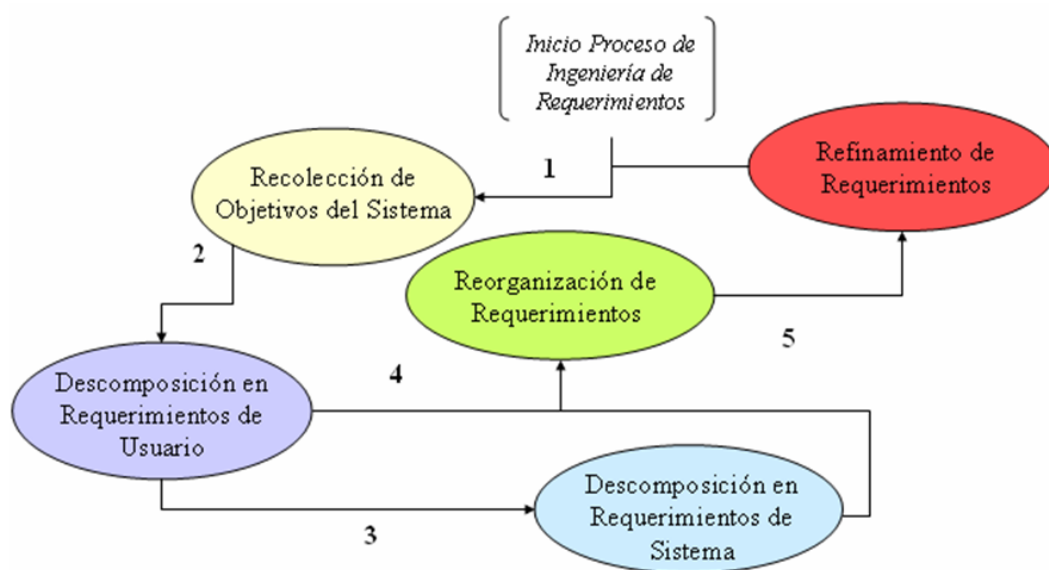 Inicio Proceso de
Ingeniería de
Requerimientos
Refinamiento de
Requerimientos
1
Recolección de
Objetivos del Sistema
2
Reorganización de
Requerimientos
5
4
Descomposición en
Requerimientos de
Usuario
Descomposición en
Requerimientos de
Sistema
3